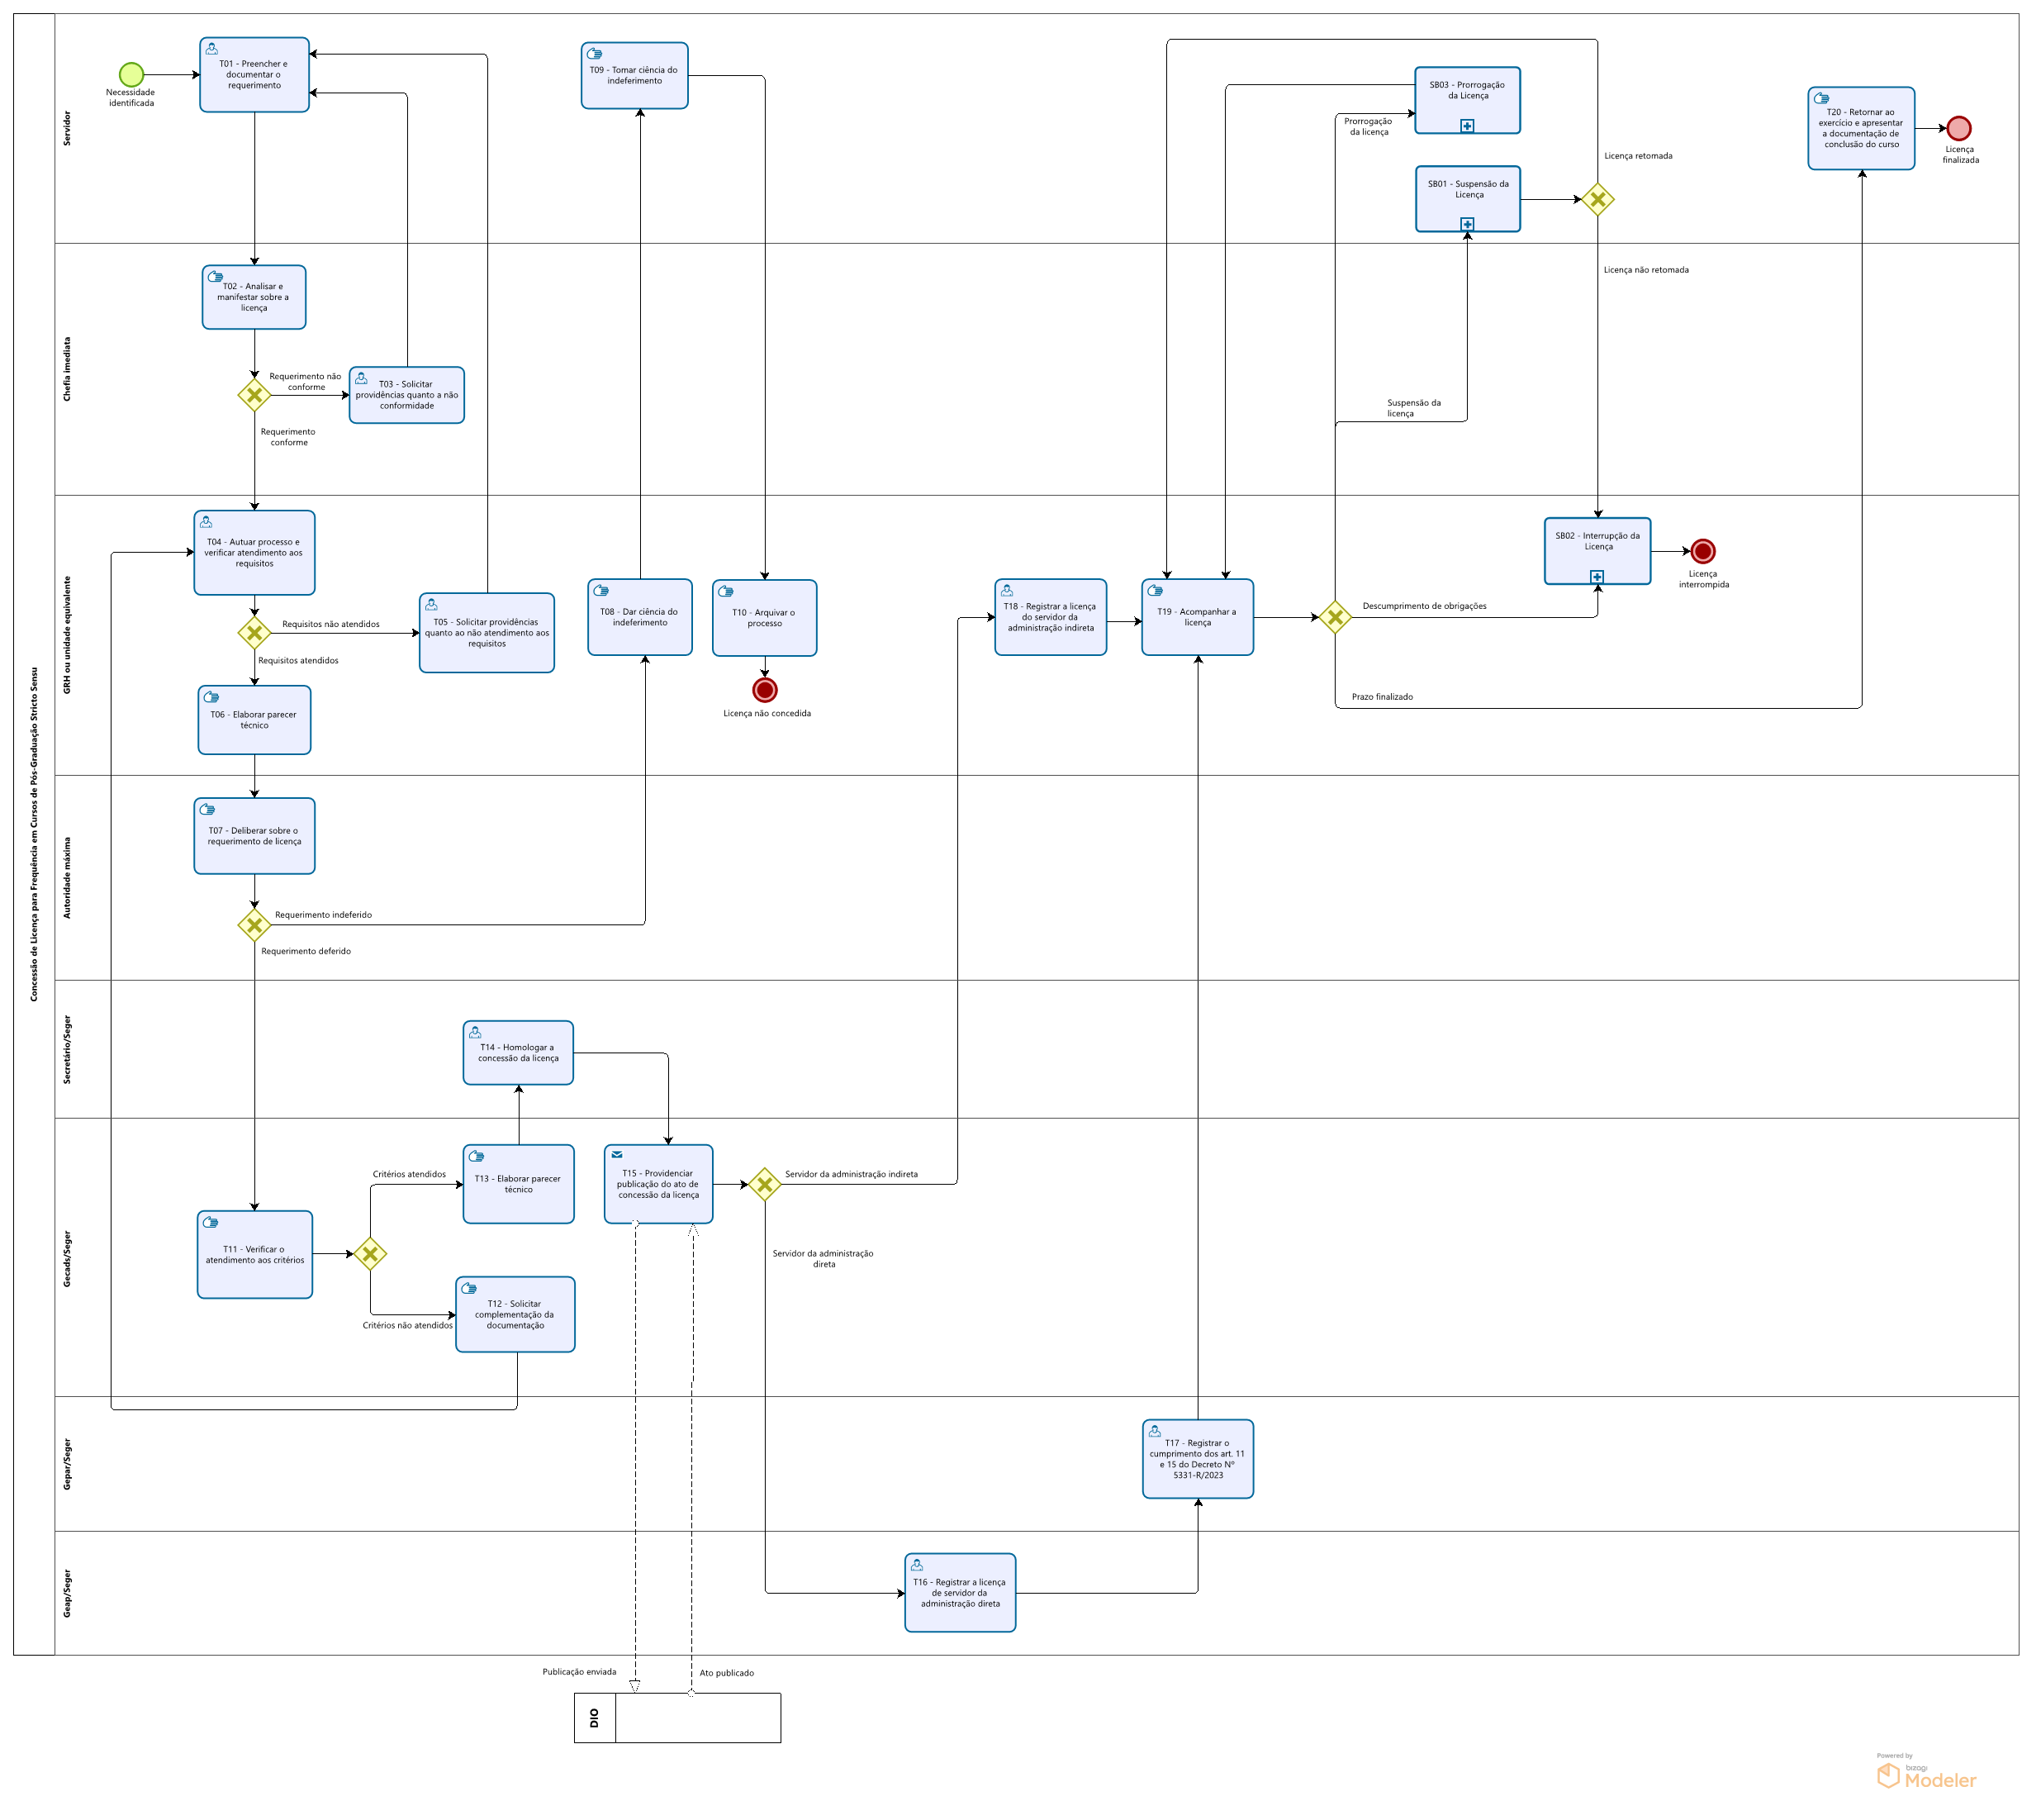 Concessão de Licença para Frequência em Cursos de Pós-Graduação Stricto Sensu
Servidor
Necessidade
identificada
T01 - Preencher e
documentar o
requerimento
T09 - Tomar ciência do
indeferimento
SB03 - Prorrogação
da Licença
Prorrogação
da licença
SB01 - Suspensão da
Licença
Licença retomada
T20 - Retornar ao
exercício e apresentar
a documentação de
conclusão do curso
Licença
finalizada
Chefia imediata
T02 - Analisar e
manifestar sobre a
licença
Requerimento não
conforme
T03 - Solicitar
providências quanto a não
conformidade
Requerimento
conforme
Suspensão da
licença
Licença não retomada
GRH ou unidade equivalente
T04 - Autuar processo e
verificar atendimento aos
requisitos
Requisitos não atendidos
T05 - Solicitar providências
quanto ao não atendimento aos
requisitos
Requisitos atendidos
T06 - Elaborar parecer
técnico
T08 - Dar ciência do
indeferimento
T10 - Arquivar o
processo
Licença não concedida
T18 - Registrar a licença
do servidor da
administração indireta
T19 - Acompanhar a
licença
Descumprimento de obrigações
SB02 - Interrupção da
Licença
Licença
interrompida
Prazo finalizado
Autoridade máxima
T07 - Deliberar sobre o
requerimento de licença
Requerimento indeferido
Requerimento deferido
Secretário/Seger
T14 - Homologar a
concessão da licença
Gecads/Seger
T11 - Verificar o
atendimento aos critérios
Critérios atendidos
T13 - Elaborar parecer
técnico
Critérios não atendidos
T12 - Solicitar
complementação da
documentação
T15 - Providenciar
publicação do ato de
concessão da licença
Servidor da administração indireta
Servidor da administração
direta
Gepar/Seger
T17 - Registrar o
cumprimento dos art. 11
e 15 do Decreto Nº
5331-R/2023
Geap/Seger
T16 - Registrar a licença
de servidor da
administração direta
Publicação enviada
Ato publicado
DIO
Powered by
bizagi
Modeler